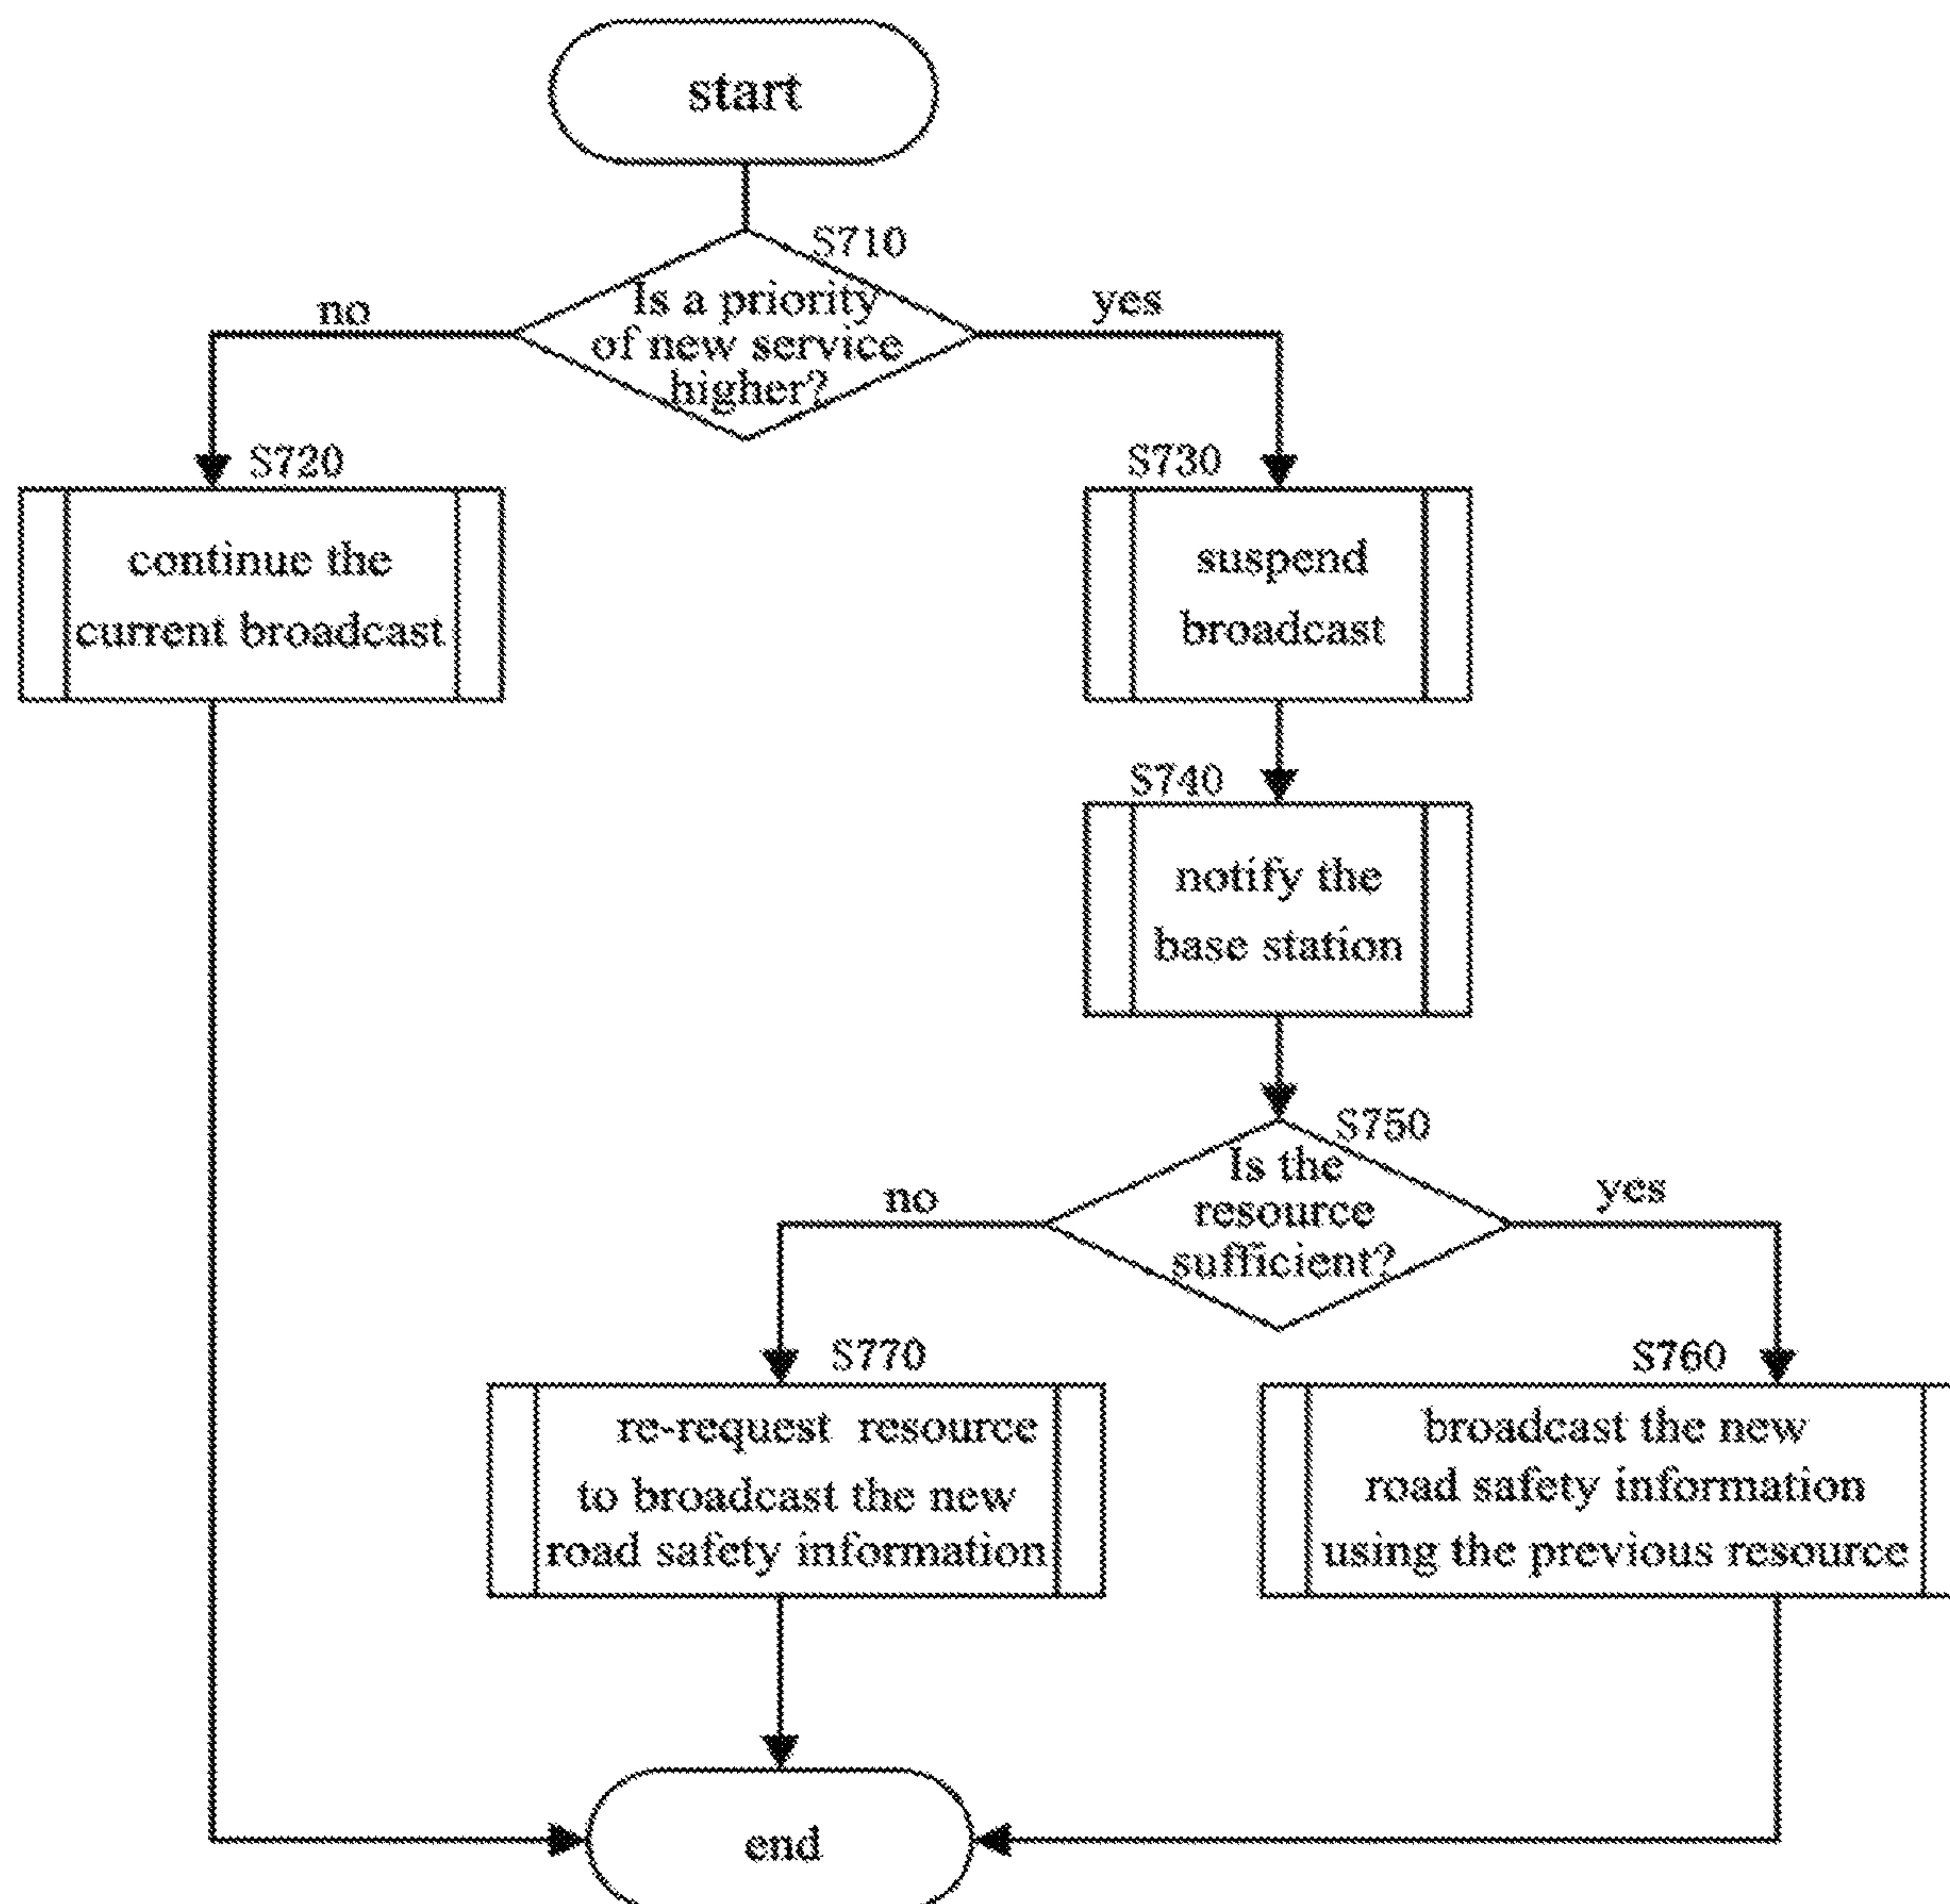 start
S710
Is a priority
of new service
higher?
no
yes
S720
continue the
current broadcast
S730
suspend
broadcast
S740
notify the
base station
S750
Is the
resource
sufficient?
no
yes
S770
re-request resource
to broadcast the new
road safety information
S760
broadcast the new
road safety information
using the previous resource
end